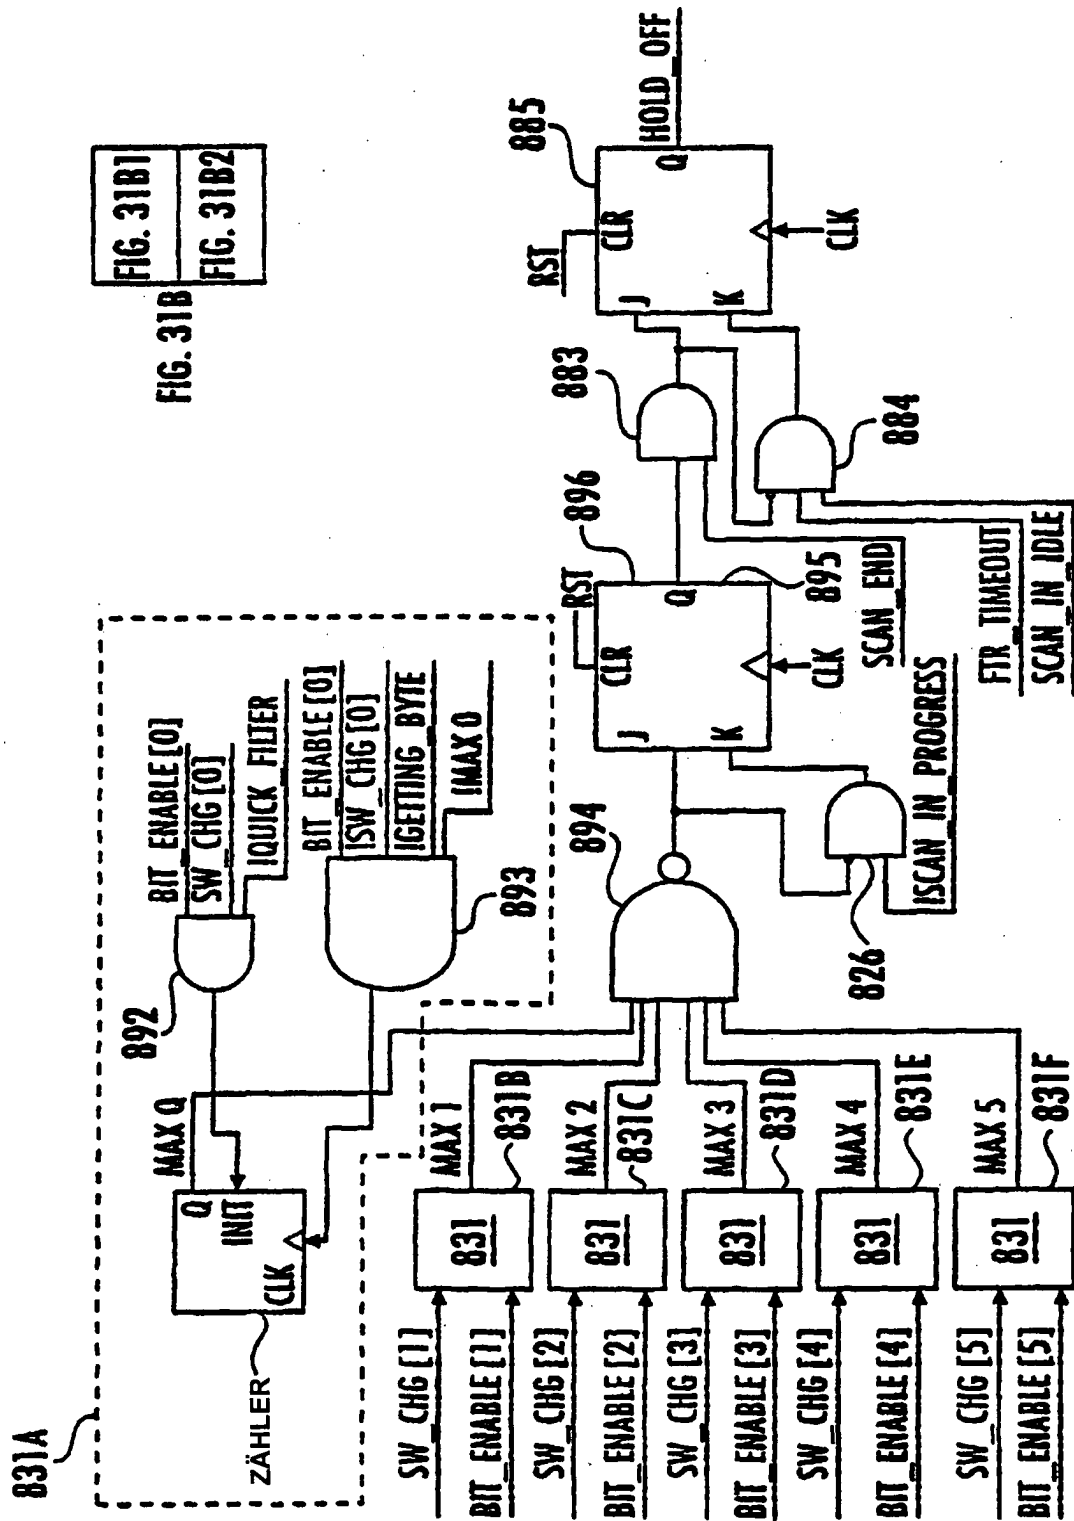 831A
ZÄHLER
Q
INIT
CLK
MAX Q
892
BIT_ENABLE [0]
SW_CHG [0]
!QUICK_FILTER
BIT_ENABLE [0]
!SW_CHG [0]
!GETTING_BYTE
!MAX 0
893
FIG. 31B1
FIG. 31B2
FIG. 31B
SW_CHG [1]
BIT_ENABLE [1]
831
MAX 1
831B
SW_CHG [2]
BIT_ENABLE [2]
831
MAX 2
831C
SW_CHG [3]
BIT_ENABLE [3]
831
MAX 3
831D
SW_CHG [4]
BIT_ENABLE [4]
831
MAX 4
831E
SW_CHG [5]
BIT_ENABLE [5]
831
MAX 5
831F
894
826
!SCAN_IN_PROGRESS
J
K
CLR
Q
RST
CLK
896
895
SCAN_END
883
884
FTR_TIMEOUT
SCAN_IN_IDLE
J
K
CLR
Q
RST
CLK
885
HOLD_OFF